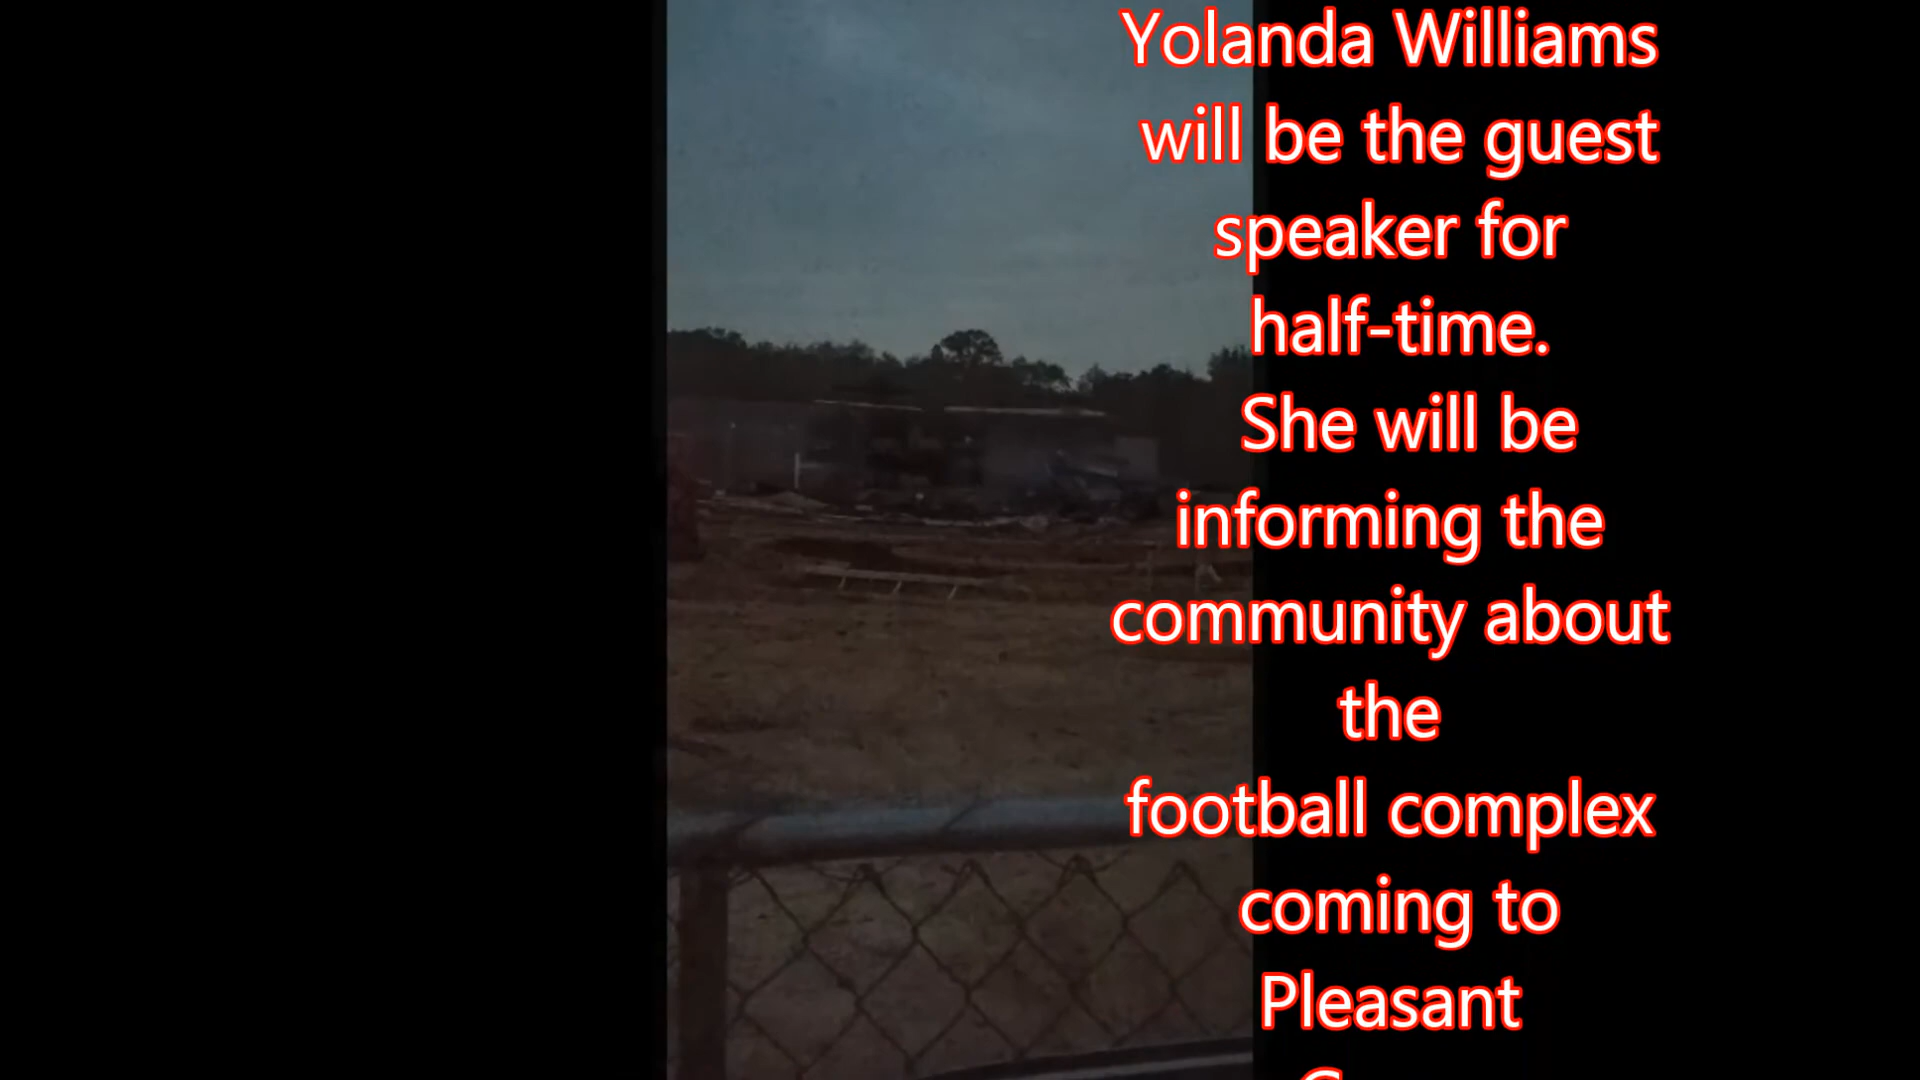 Yolanda Williams
will be the guest
speaker for
half-time.
She will be
informing the
community about
the
football complex
coming to
Pleasant